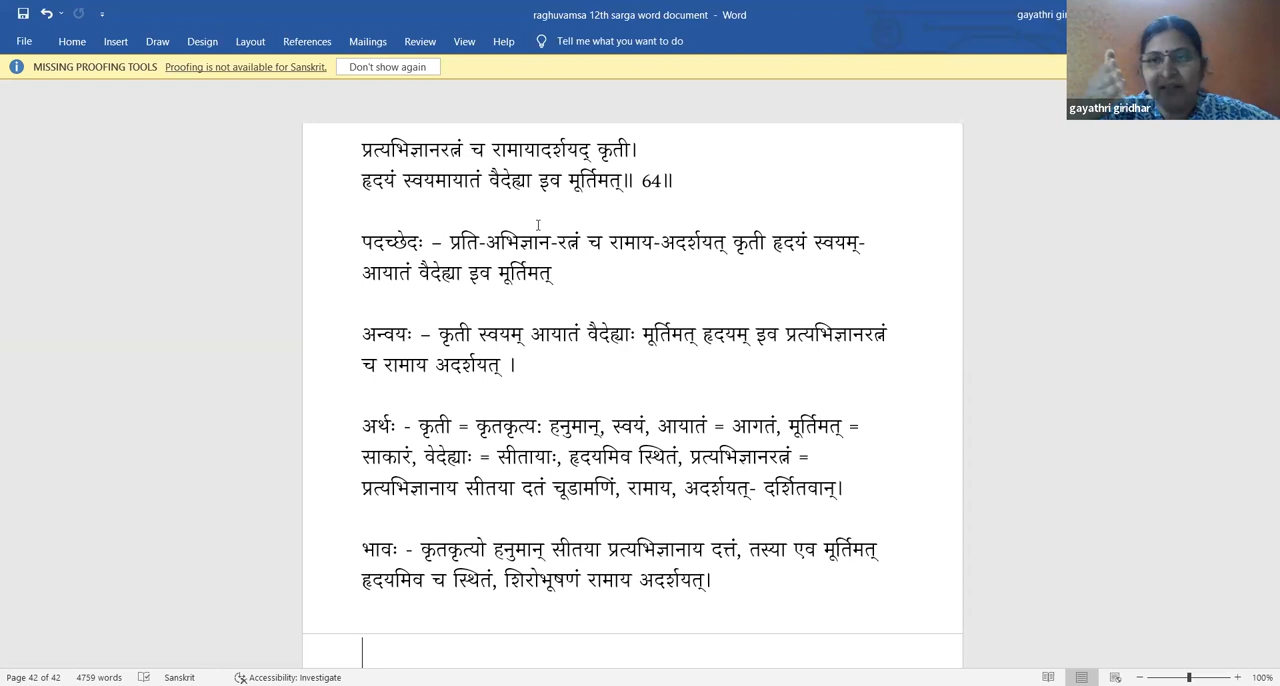 raghuvamsa 12th sarga word document - Word
gayathri gir
File Home Insert Draw Design Layout References Mailings Review View Help Tell me what you want to do
MISSING PROOFING TOOLS Proofing is not available for Sanskrit. Don't show again
gayathri giridhar
प्रत्यभिज्ञानरत्नं च रामायादर्शयद् कृती।
हृदयं स्वयमायातं वैदेह्या इव मूर्तिमत्॥ 64॥
पदच्छेदः – प्रति-अभिज्ञान-रत्नं च रामाय-अदर्शयत् कृती हृदयं स्वयम्-
आयातं वैदेह्या इव मूर्तिमत्
अन्वयः – कृती स्वयम् आयातं वैदेह्याः मूर्तिमत् हृदयम् इव प्रत्यभिज्ञानरत्नं
च रामाय अदर्शयत् ।
अर्थः - कृती = कृतकृत्य: हनुमान्, स्वयं, आयातं = आगतं, मूर्तिमत् =
साकारं, वेदेह्याः = सीतायाः, हृदयमिव स्थितं, प्रत्यभिज्ञानरत्नं =
प्रत्यभिज्ञानाय सीतया दतं चूडामणिं, रामाय, अदर्शयत्- दर्शितवान्।
भावः - कृतकृत्यो हनुमान् सीतया प्रत्यभिज्ञानाय दत्तं, तस्या एव मूर्तिमत्
हृदयमिव च स्थितं, शिरोभूषणं रामाय अदर्शयत्।
Page 42 of 42 4759 words Sanskrit Accessibility: Investigate 100%